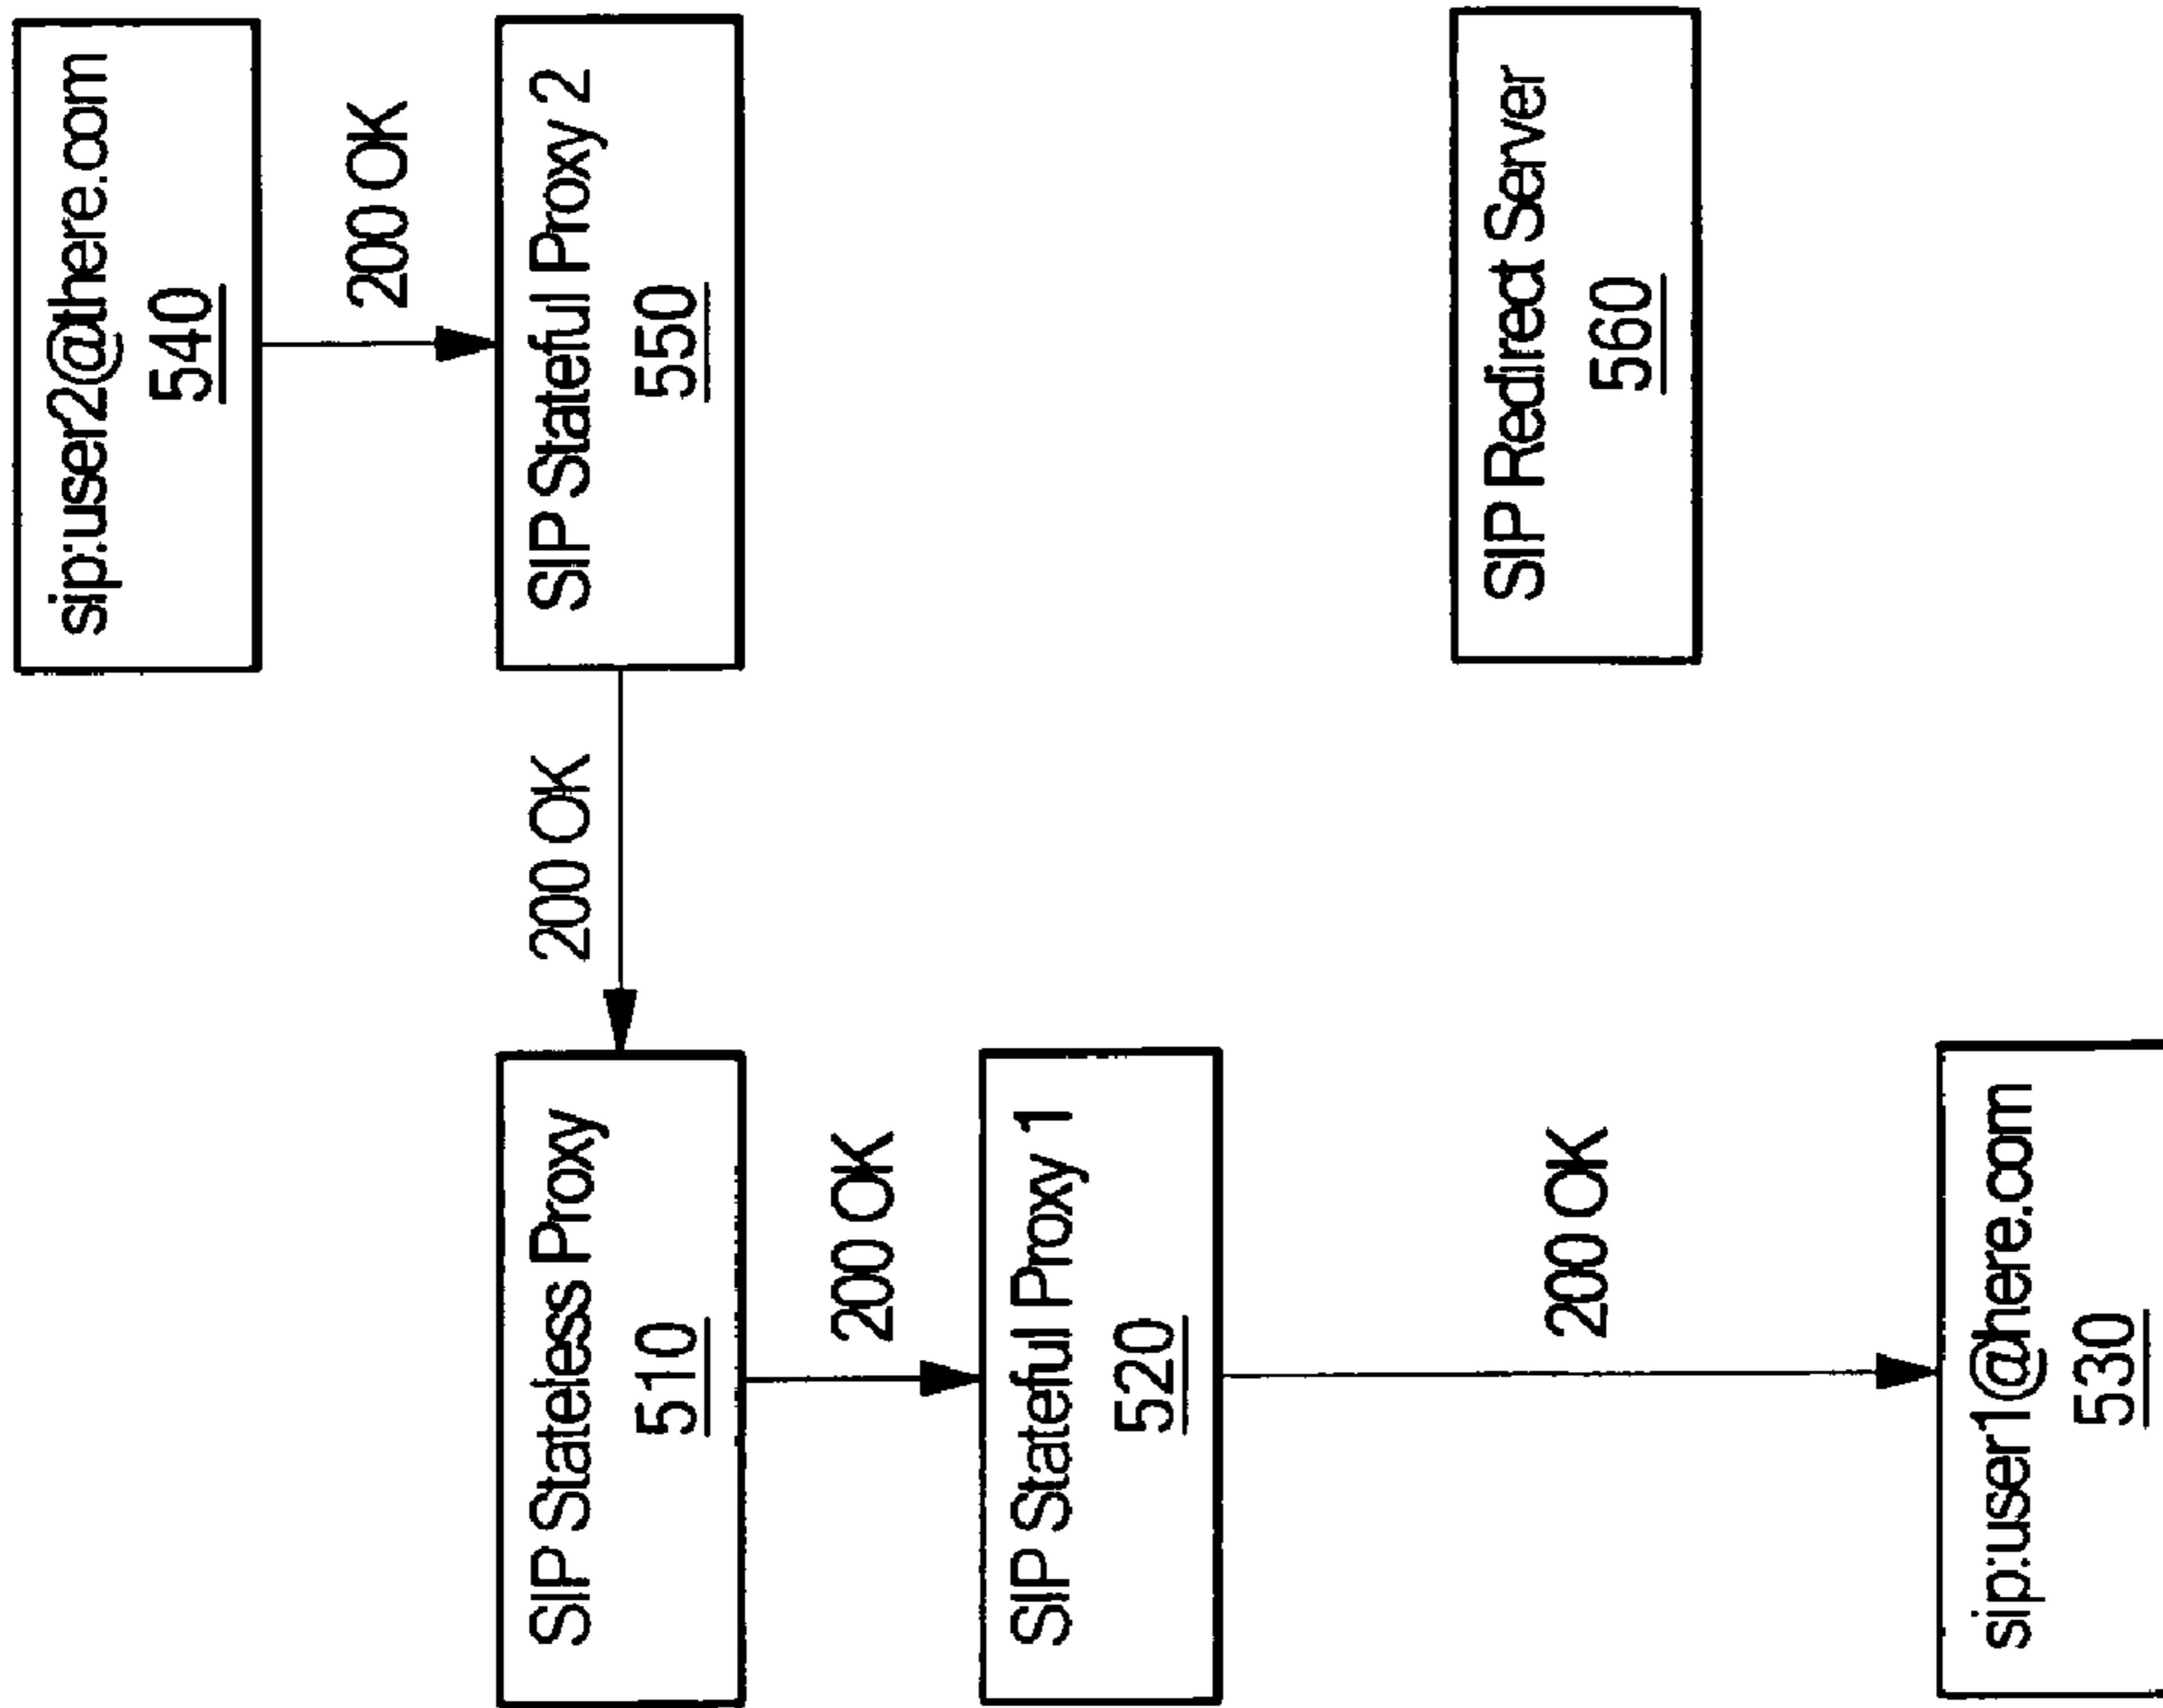 sip:user2@there.com
540
200 OK
SIP Stateless Proxy
510
200 OK
SIP Stateful Proxy 2
550
200 OK
SIP Stateful Proxy 1
520
SIP Redirect Server
560
200 OK
sip:user1@here.com
530